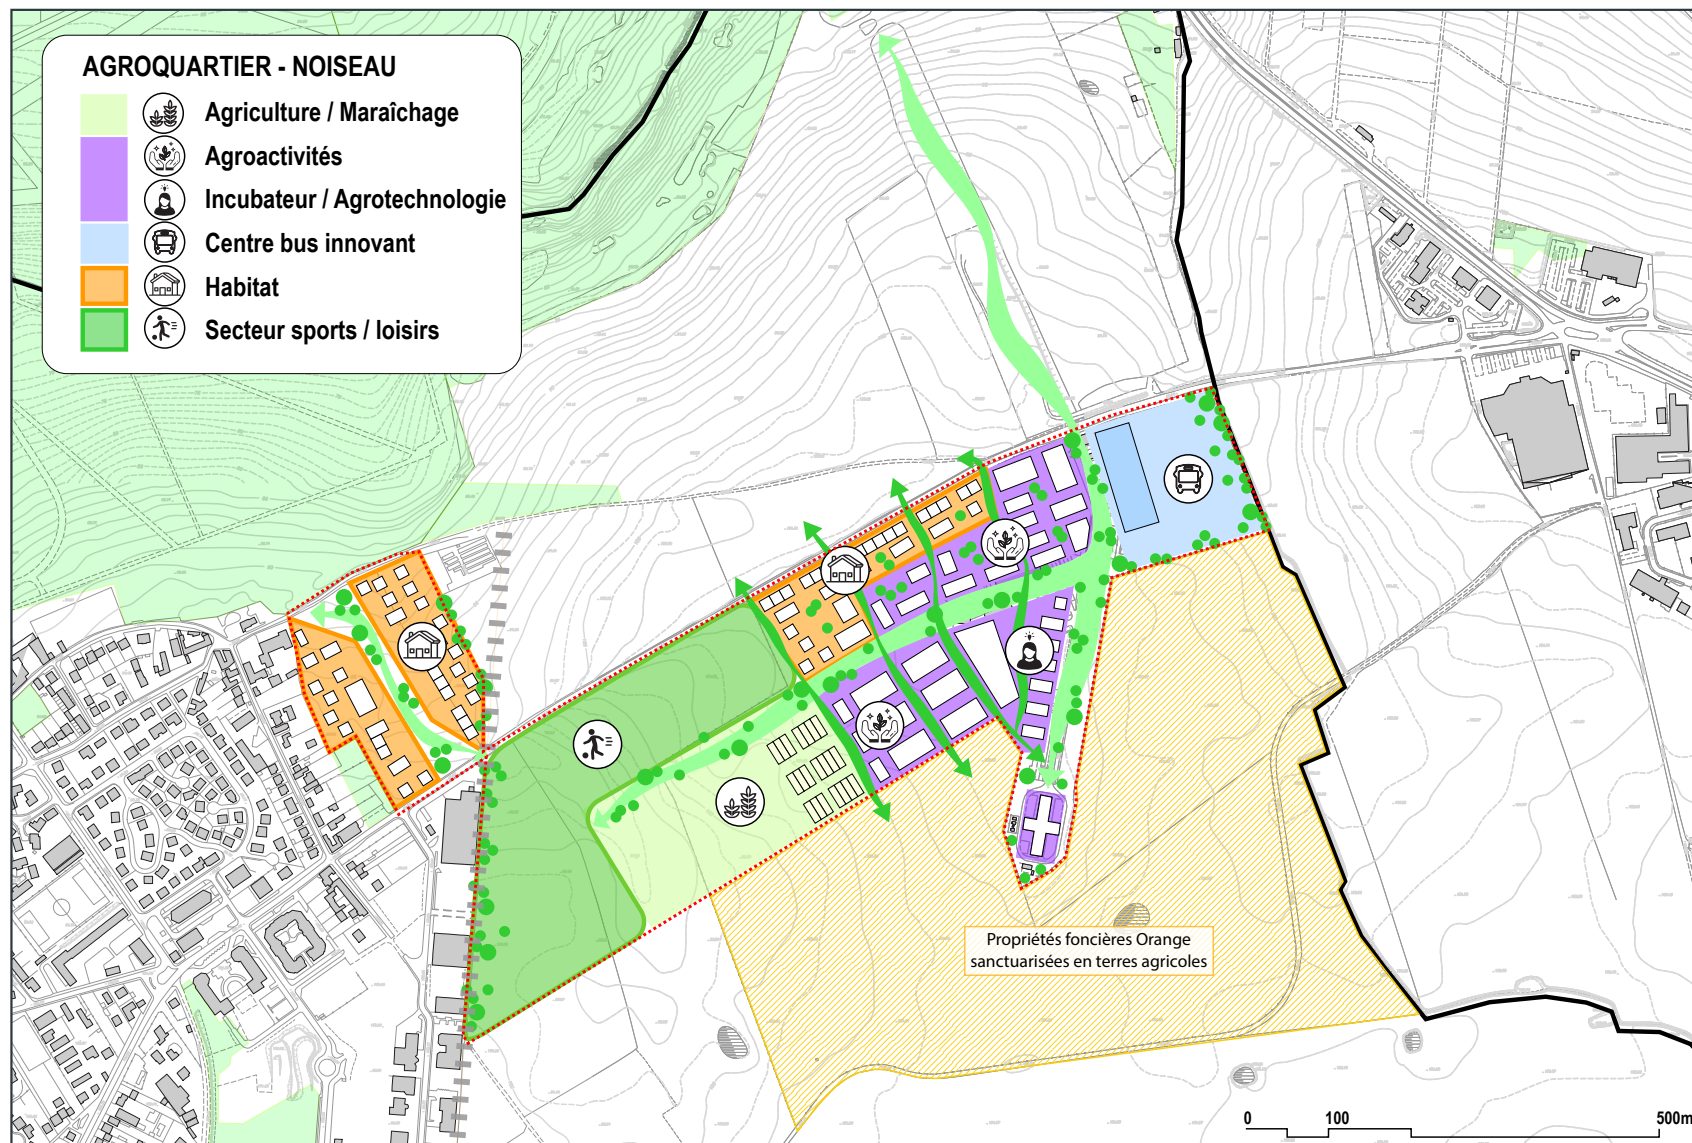 AGROQUARTIER - NOISEAU
Agriculture / Maraîchage
Agroactivités
Incubateur / Agrotechnologie
Centre bus innovant
Habitat
Secteur sports / loisirs
Propriétés foncières Orange
sanctuarisées en terres agricoles
0 100 500m